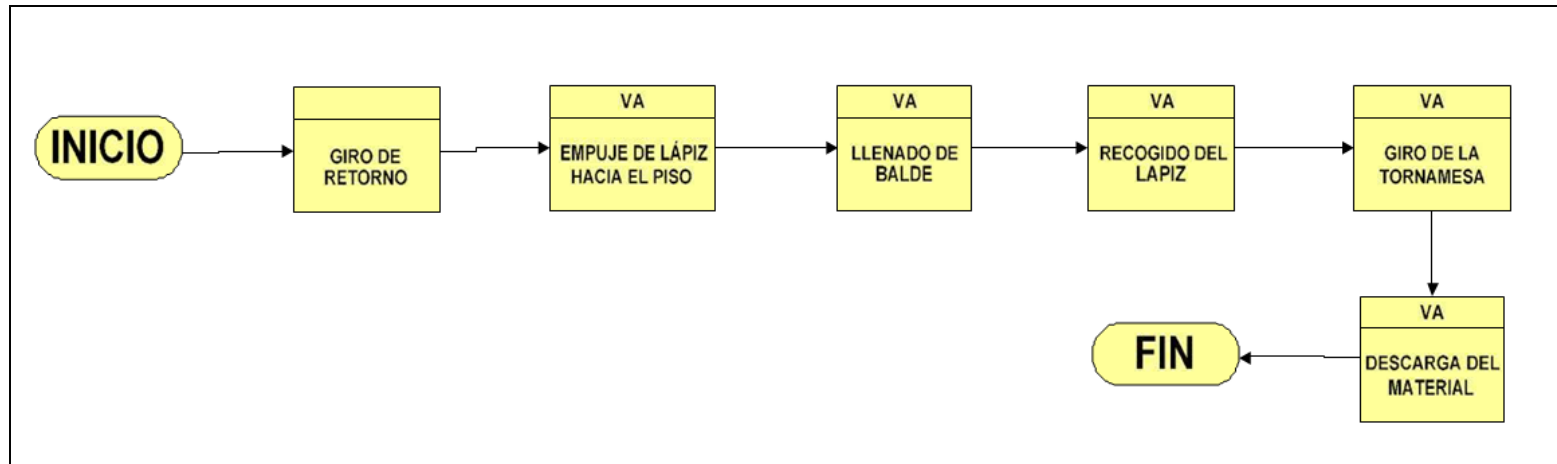 INICIO
GIRO DE
RETORNO
VA
EMPUJE DE LÁPIZ
HACIA EL PISO
VA
LLENADO DE
BALDE
VA
RECOGIDO DEL
LAPIZ
VA
GIRO DE LA
TORNAMESA
VA
DESCARGA DEL
MATERIAL
FIN